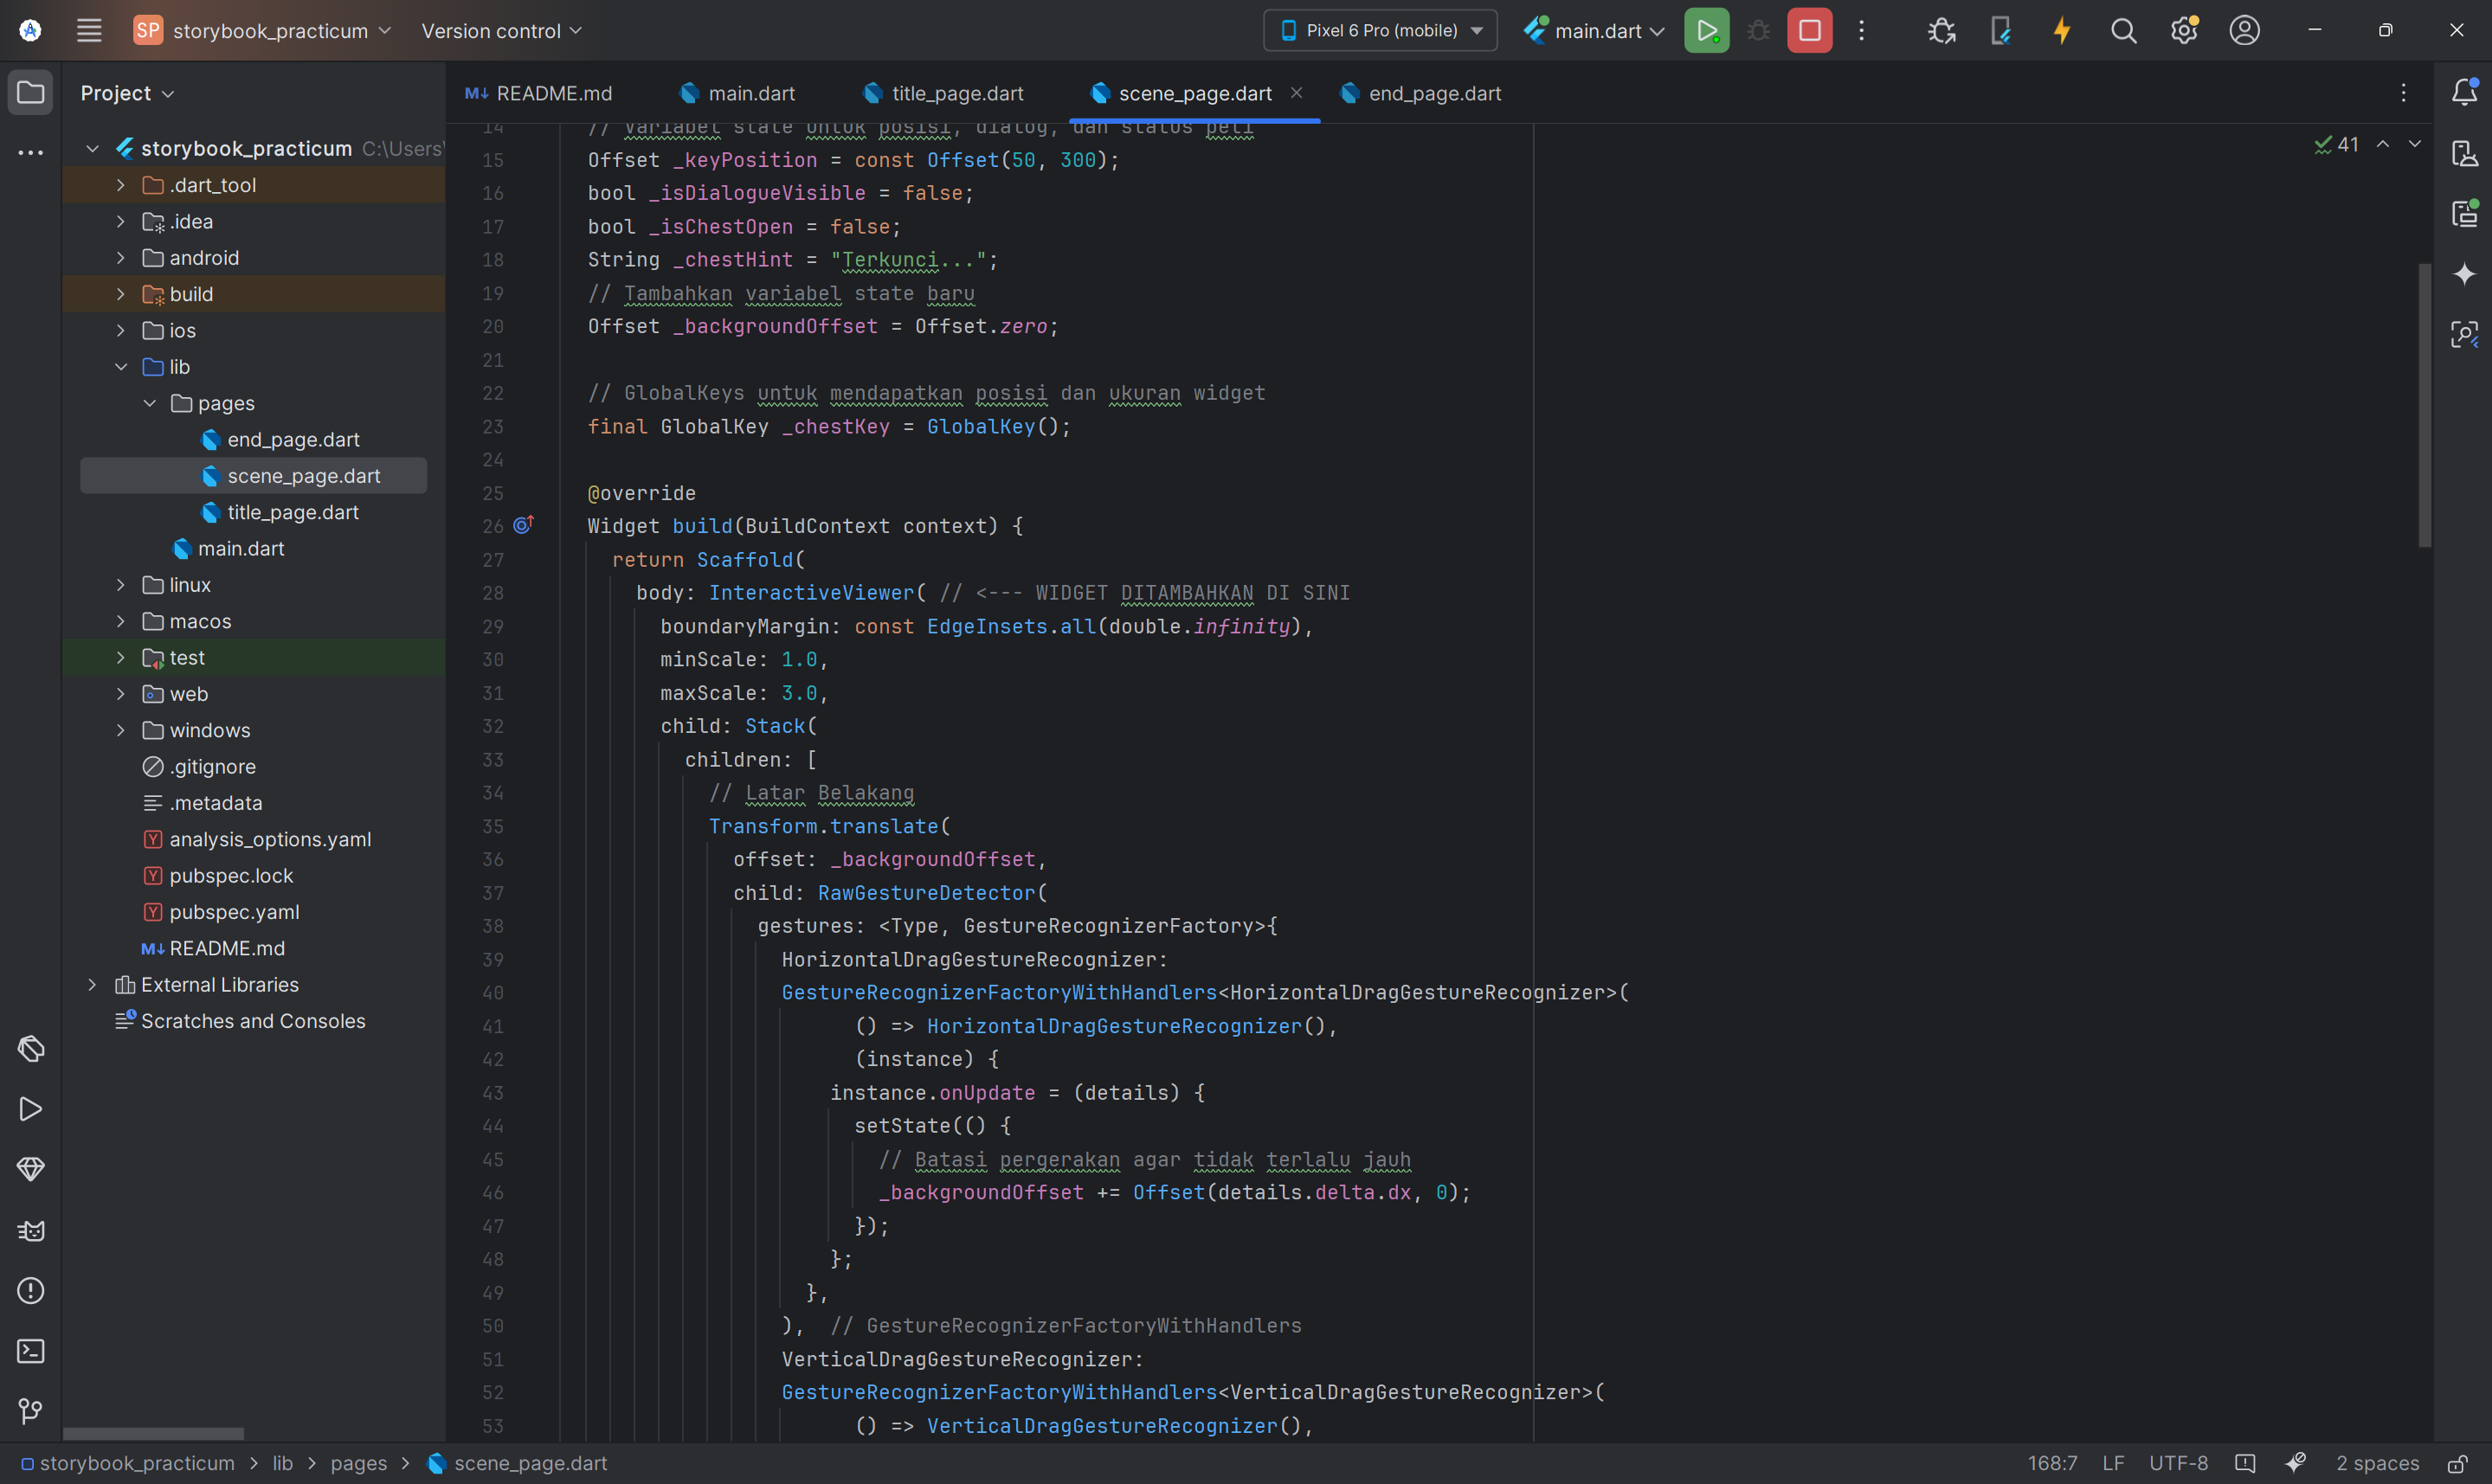 SP storybook_practicum Version control Pixel 6 Pro (mobile) main.dart
Project
README.md main.dart title_page.dart scene_page.dart end_page.dart
storybook_practicum C:\Users\
.dart_tool
.idea
android
build
ios
lib
pages
end_page.dart
scene_page.dart
title_page.dart
main.dart
linux
macos
test
web
windows
.gitignore
.metadata
analysis_options.yaml
pubspec.lock
pubspec.yaml
README.md
External Libraries
Scratches and Consoles
41
14 // Variabel state untuk posisi, dialog, dan status peti
15 Offset _keyPosition = const Offset(50, 300);
16 bool _isDialogueVisible = false;
17 bool _isChestOpen = false;
18 String _chestHint = "Terkunci...";
19 // Tambahkan variabel state baru
20 Offset _backgroundOffset = Offset.zero;
21
22 // GlobalKeys untuk mendapatkan posisi dan ukuran widget
23 final GlobalKey _chestKey = GlobalKey();
24
25 @override
26 Widget build(BuildContext context) {
27 return Scaffold(
28 body: InteractiveViewer( // <--- WIDGET DITAMBAHKAN DI SINI
29 boundaryMargin: const EdgeInsets.all(double.infinity),
30 minScale: 1.0,
31 maxScale: 3.0,
32 child: Stack(
33 children: [
34 // Latar Belakang
35 Transform.translate(
36 offset: _backgroundOffset,
37 child: RawGestureDetector(
38 gestures: <Type, GestureRecognizerFactory>{
39 HorizontalDragGestureRecognizer:
40 GestureRecognizerFactoryWithHandlers<HorizontalDragGestureRecognizer>(
41 () => HorizontalDragGestureRecognizer(),
42 (instance) {
43 instance.onUpdate = (details) {
44 setState(() {
45 // Batasi pergerakan agar tidak terlalu jauh
46 _backgroundOffset += Offset(details.delta.dx, 0);
47 });
48 };
49 },
50 ), // GestureRecognizerFactoryWithHandlers
51 VerticalDragGestureRecognizer:
52 GestureRecognizerFactoryWithHandlers<VerticalDragGestureRecognizer>(
53 () => VerticalDragGestureRecognizer(),
storybook_practicum > lib > pages > scene_page.dart 168:7 LF UTF-8 2 spaces